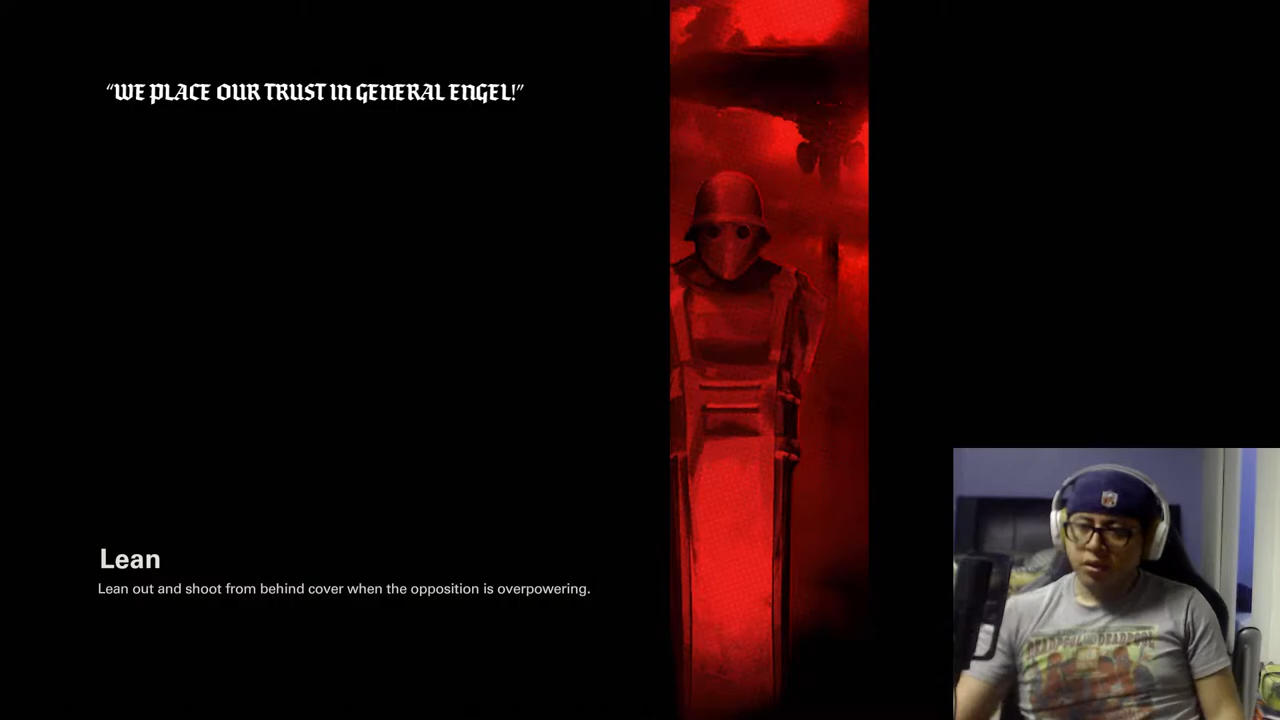 “WE PLACE OUR TRUST IN GENERAL ENGEL!”
Lean
Lean out and shoot from behind cover when the opposition is overpowering.